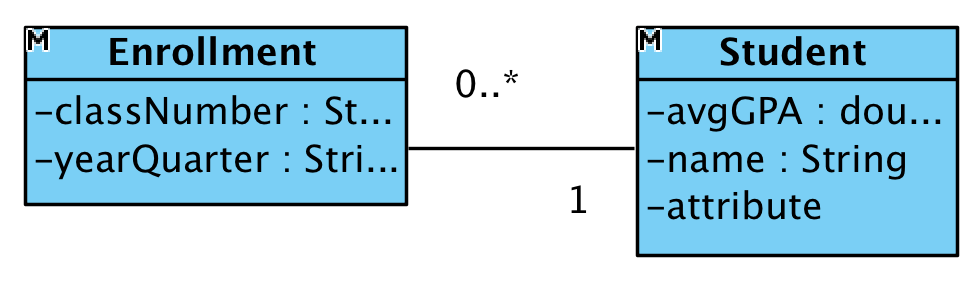 M
Enrollment
-classNumber : St...
-yearQuarter : Stri...
0..*
1
M
Student
-avgGPA : dou...
-name : String
-attribute